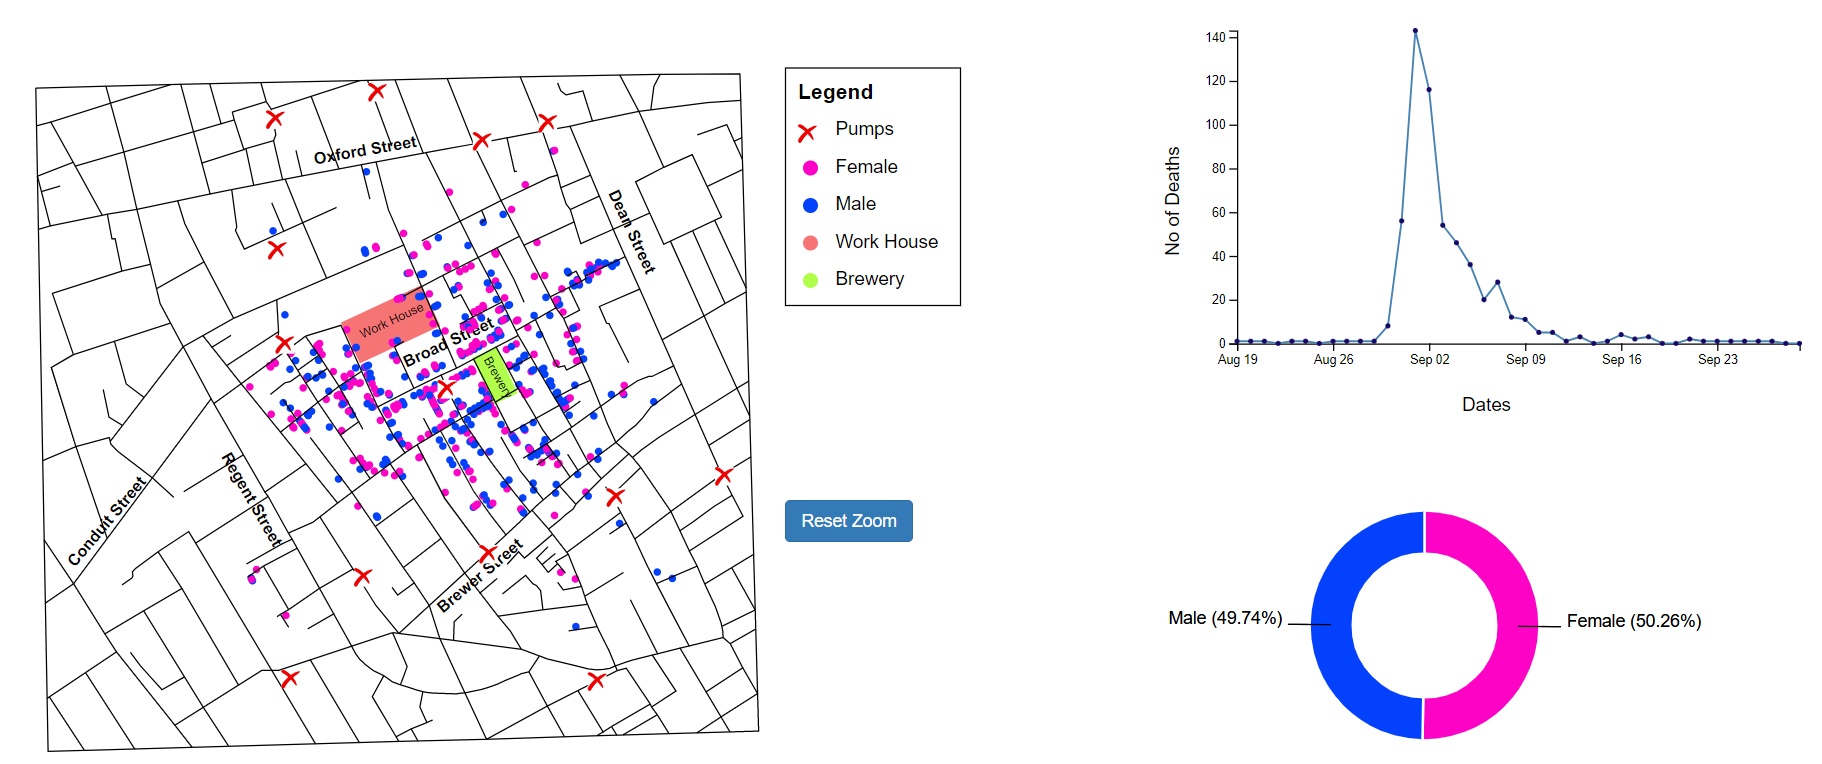 Oxford Street
Dean Street
Work House
Broad Street
Brewery
Regent Street
Conduit Street
Brewer Street
Legend
Pumps
Female
Male
Work House
Brewery
Reset Zoom
No of Deaths
140
120
100
80
60
40
20
0
Aug 19 Aug 26 Sep 02 Sep 09 Sep 16 Sep 23
Dates
Male (49.74%)
Female (50.26%)